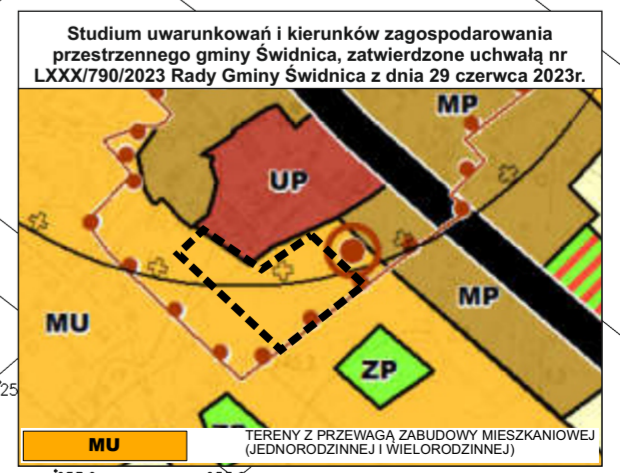 Studium uwarunkowań i kierunków zagospodarowania
przestrzennego gminy Świdnica, zatwierdzone uchwałą nr
LXXX/790/2023 Rady Gminy Świdnica z dnia 29 czerwca 2023r.
MP
UP
MU
MP
ZP
25
MU
TERENY Z PRZEWAGĄ ZABUDOWY MIESZKANIOWEJ
(JEDNORODZINNEJ I WIELORODZINNEJ)